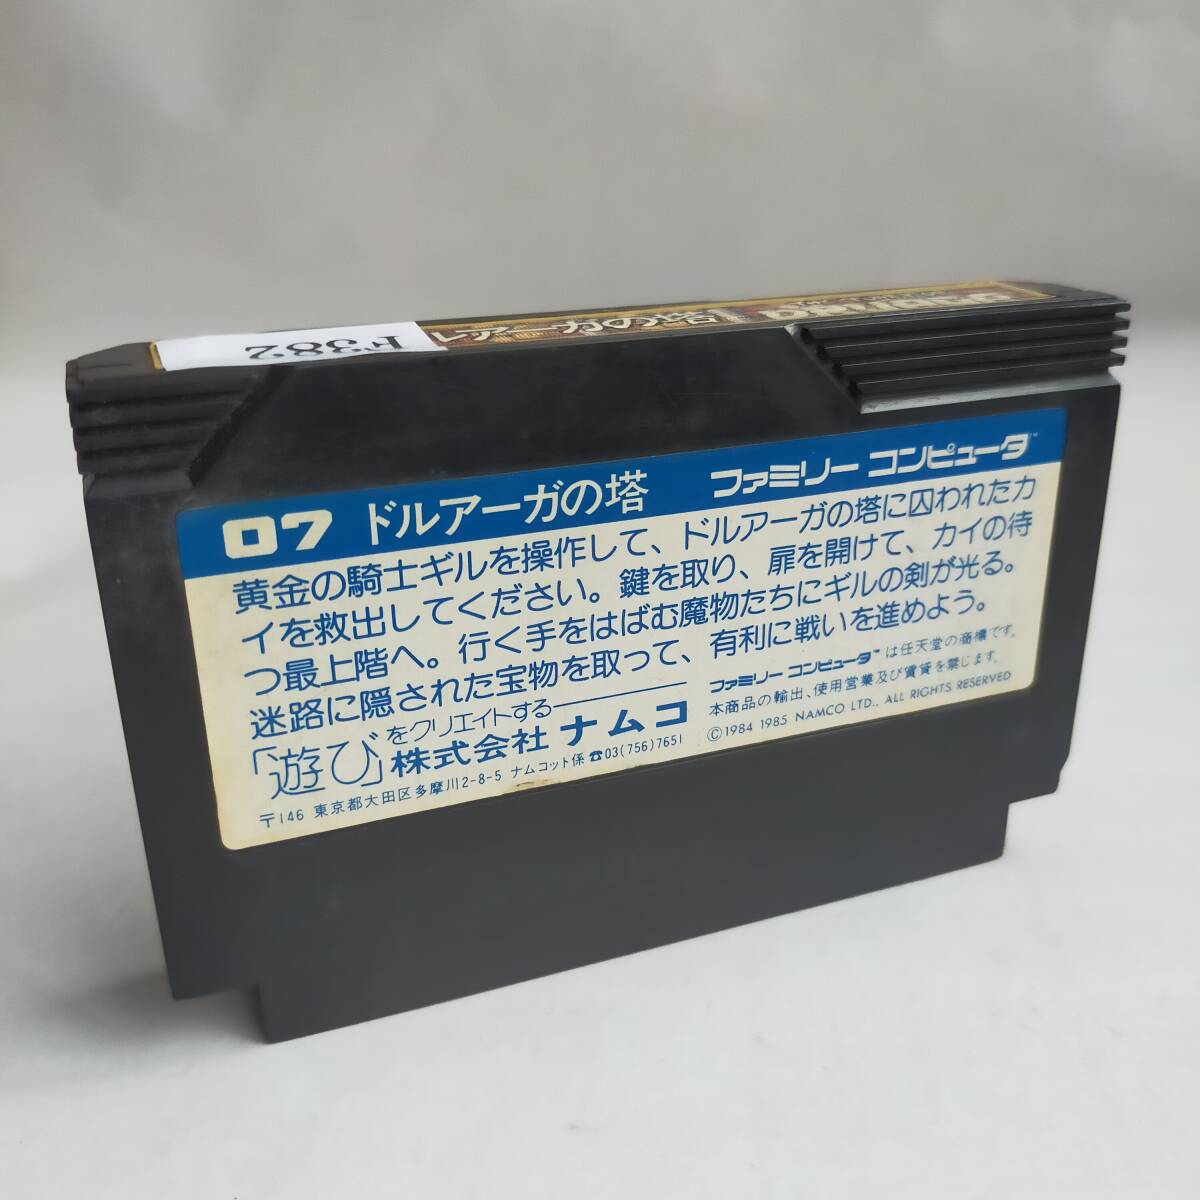 F382
ルアーガの塔
DRUAGA
07 ドルアーガの塔 ファミリー コンピュータ™
黄金の騎士ギルを操作して、ドルアーガの塔に囚われたカ
イを救出してください。鍵を取り、扉を開けて、カイの待
つ最上階へ。行く手をはばむ魔物たちにギルの剣が光る。
迷路に隠された宝物を取って、有利に戦いを進めよう。
「遊び」をクリエイトする
株式会社 ナムコ
〒146 東京都大田区多摩川2-8-5 ナムコット係 ☎03(756)7651
ファミリー コンピュータ は任天堂の商標です。
本商品の輸出、使用営業及び賃貸を禁じます。
©1984 1985 NAMCO LTD., ALL RIGHTS RESERVED